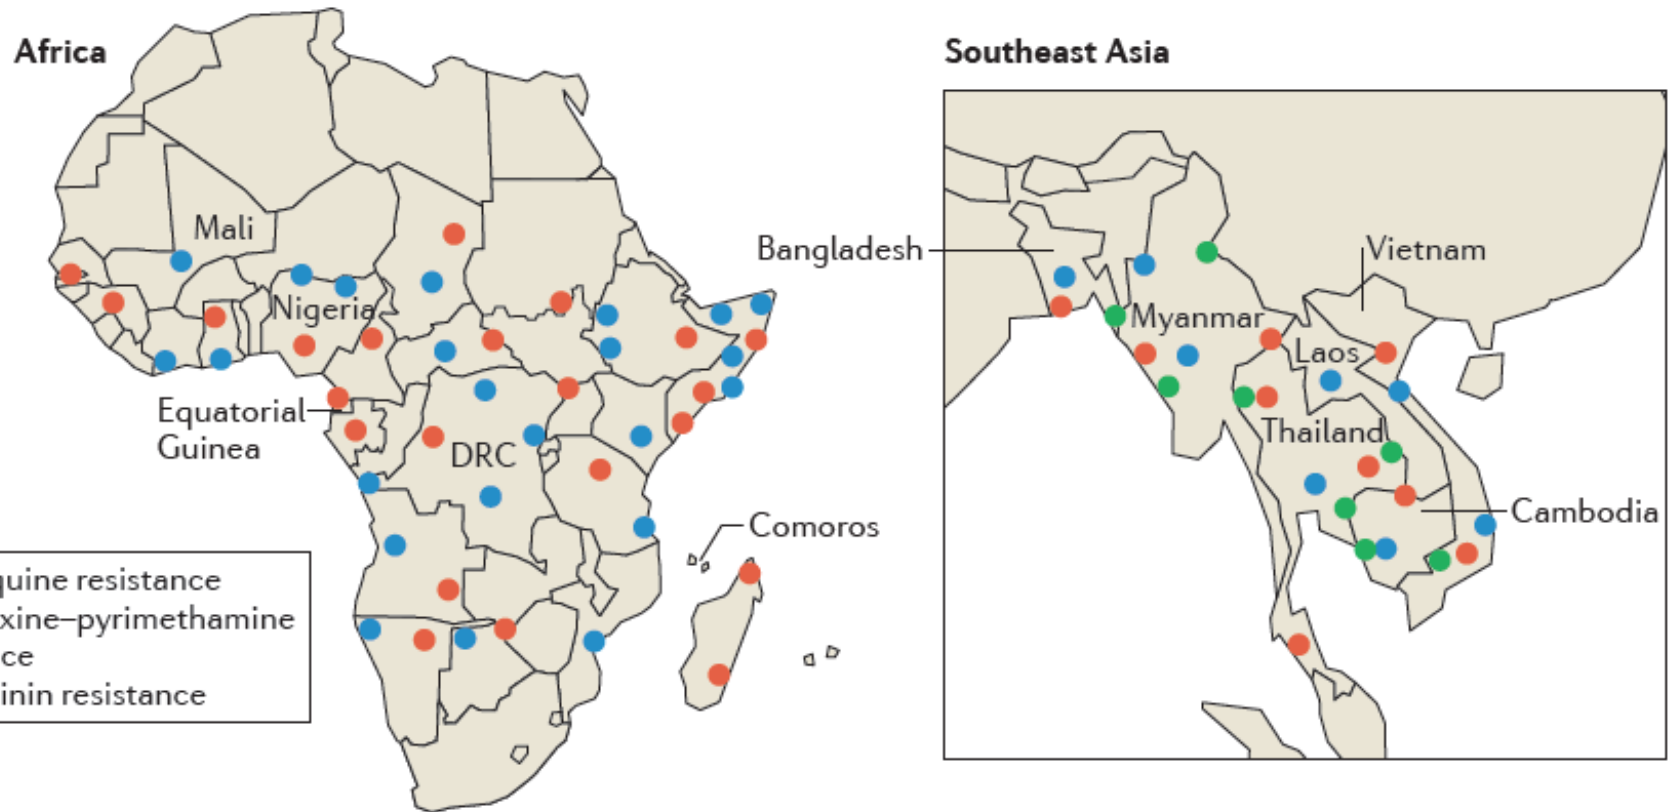 Africa
Southeast Asia
Mali
Nigeria
Equatorial
Guinea
DRC
Comoros
quine resistance
xine–pyrimethamine
ce
inin resistance
Bangladesh
Vietnam
Myanmar
Laos
Thailand
Cambodia